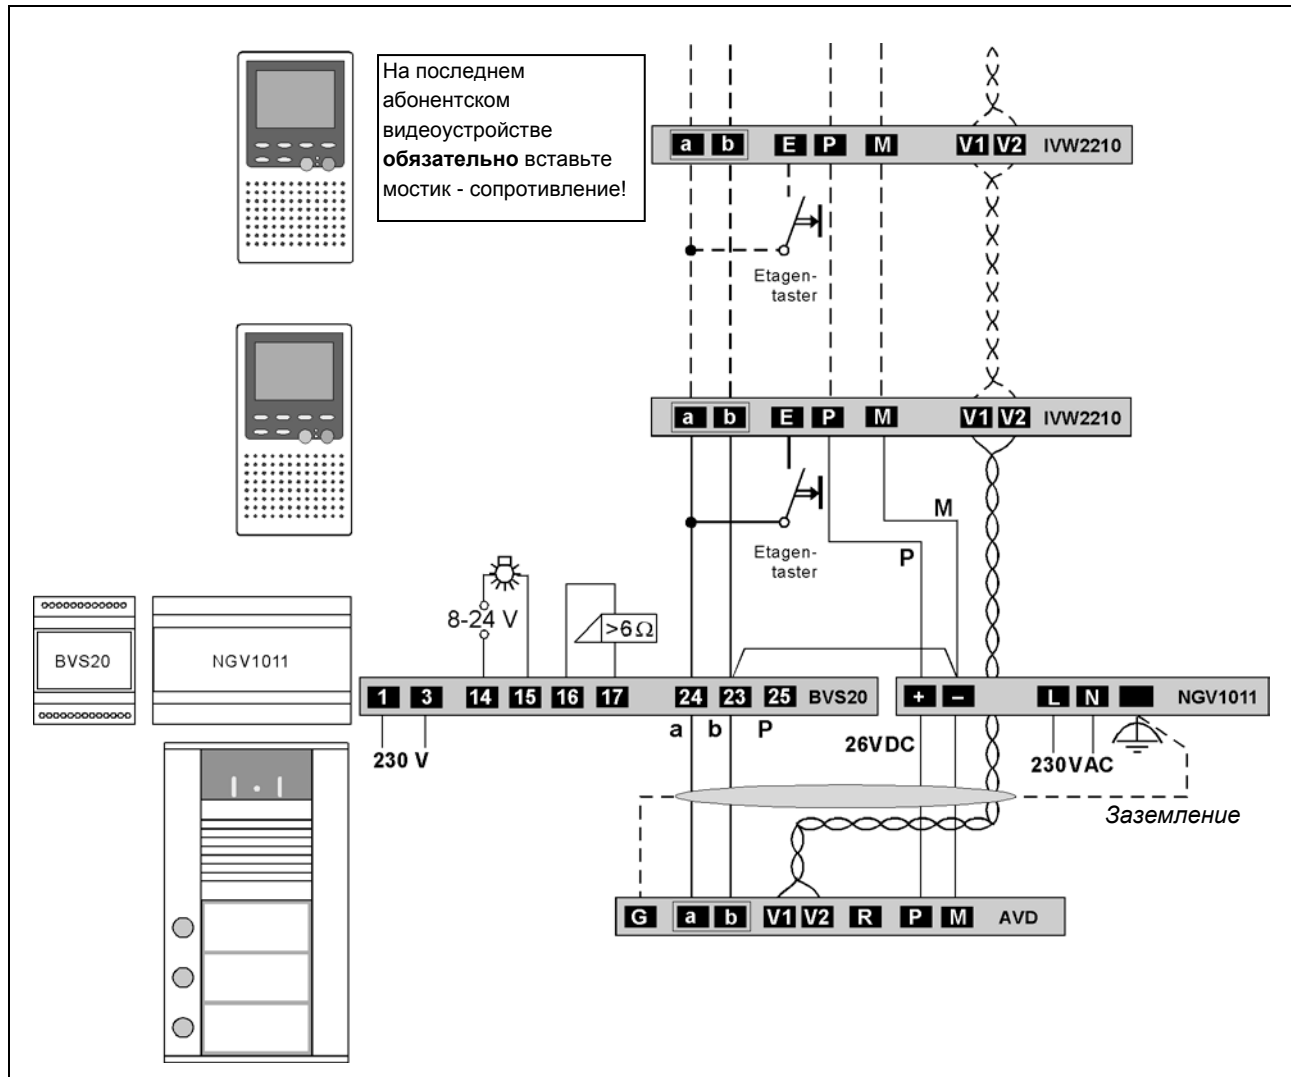 На последнем
абонентском
видеоустройстве
обязательно вставьте
мостик - сопротивление!
a b E P M V1 V2 IVW2210
Etagen-
taster
a b E P M V1 V2 IVW2210
Etagen-
taster
M
P
8-24 V
>6 Ω
BVS20
NGV1011
1 3 14 15 16 17 24 23 25 BVS20
+ – L N NGV1011
a b P
230 V
26VDC
230VAC
Заземление
G a b V1 V2 R P M AVD